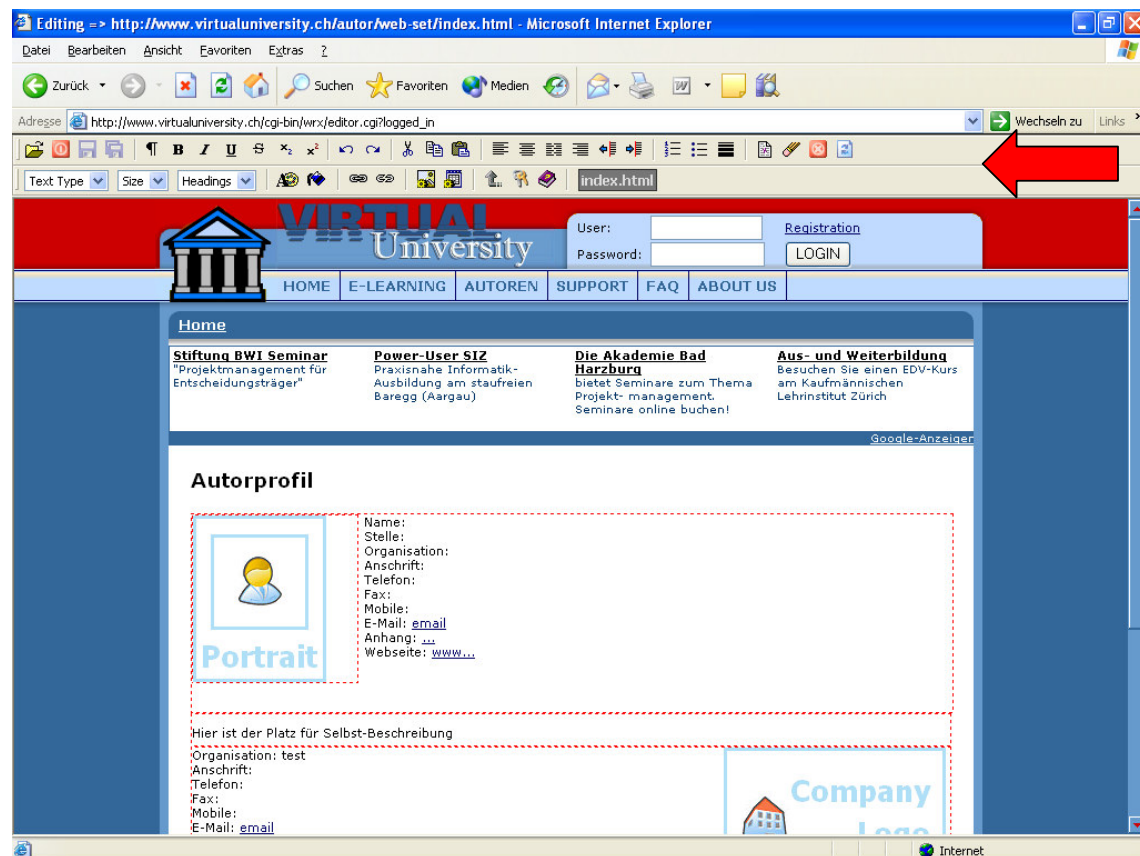 Editing => http://www.virtualuniversity.ch/autor/web-set/index.html - Microsoft Internet Explorer
Datei Bearbeiten Ansicht Favoriten Extras ?
Zurück Suchen Favoriten Medien
Adresse http://www.virtualuniversity.ch/cgi-bin/wrx/editor.cgi?logged_in Wechseln zu Links
Text Type Size Headings index.html
VIRTUAL
University
User: Registration
Password: LOGIN
HOME E-LEARNING AUTOREN SUPPORT FAQ ABOUT US
Home
Stiftung BWI Seminar
"Projektmanagement für
Entscheidungsträger"
Power-User SIZ
Praxisnahe Informatik-
Ausbildung am staufreien
Baregg (Aargau)
Die Akademie Bad
Harzburg
bietet Seminare zum Thema
Projekt- management.
Seminare online buchen!
Aus- und Weiterbildung
Besuchen Sie einen EDV-Kurs
am Kaufmännischen
Lehrinstitut Zürich
Google-Anzeigen
Autorprofil
Portrait
Name:
Stelle:
Organisation:
Anschrift:
Telefon:
Fax:
Mobile:
E-Mail: email
Anhang: ...
Webseite: www...
Hier ist der Platz für Selbst-Beschreibung
Organisation: test
Anschrift:
Telefon:
Fax:
Mobile:
E-Mail: email
Company
Logo
Internet